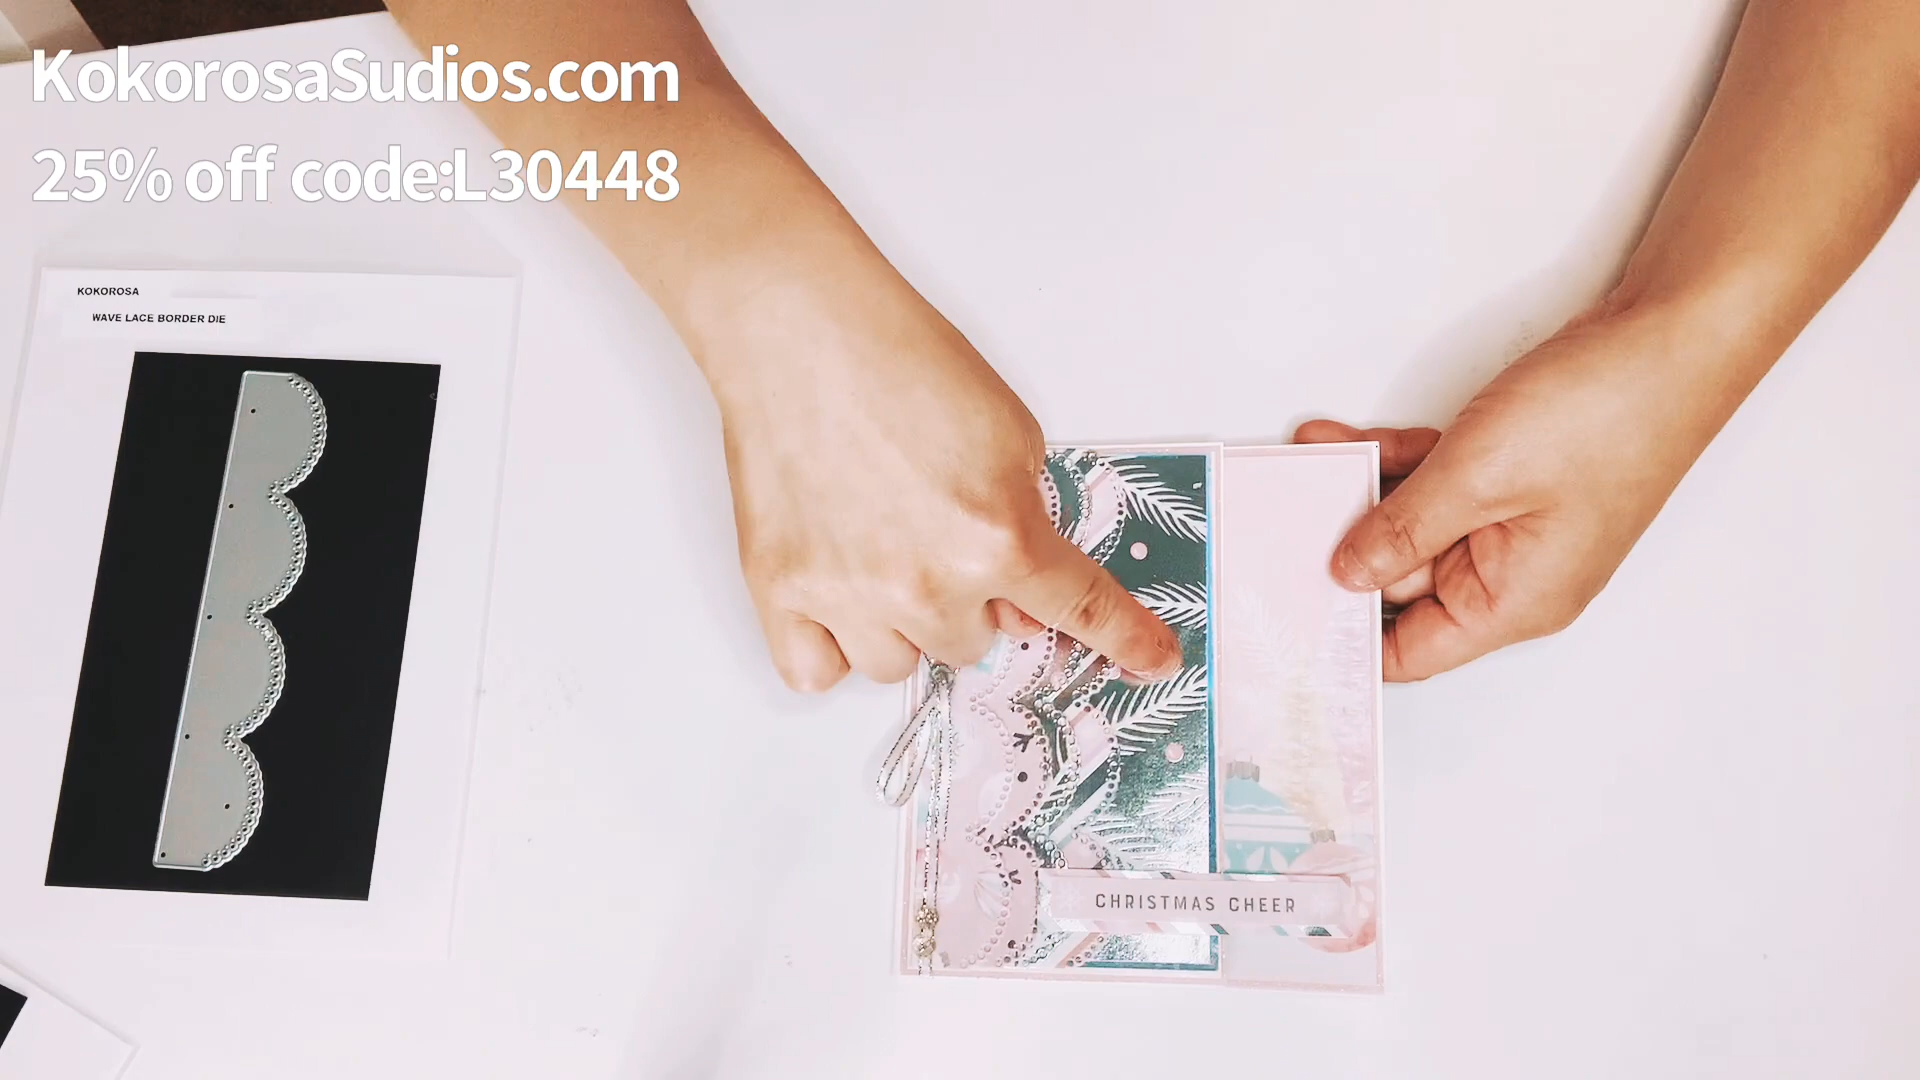 KokorosaSudios.com
25% off code:L30448
KOKOROSA
WAVE LACE BORDER DIE
CHRISTMAS CHEER